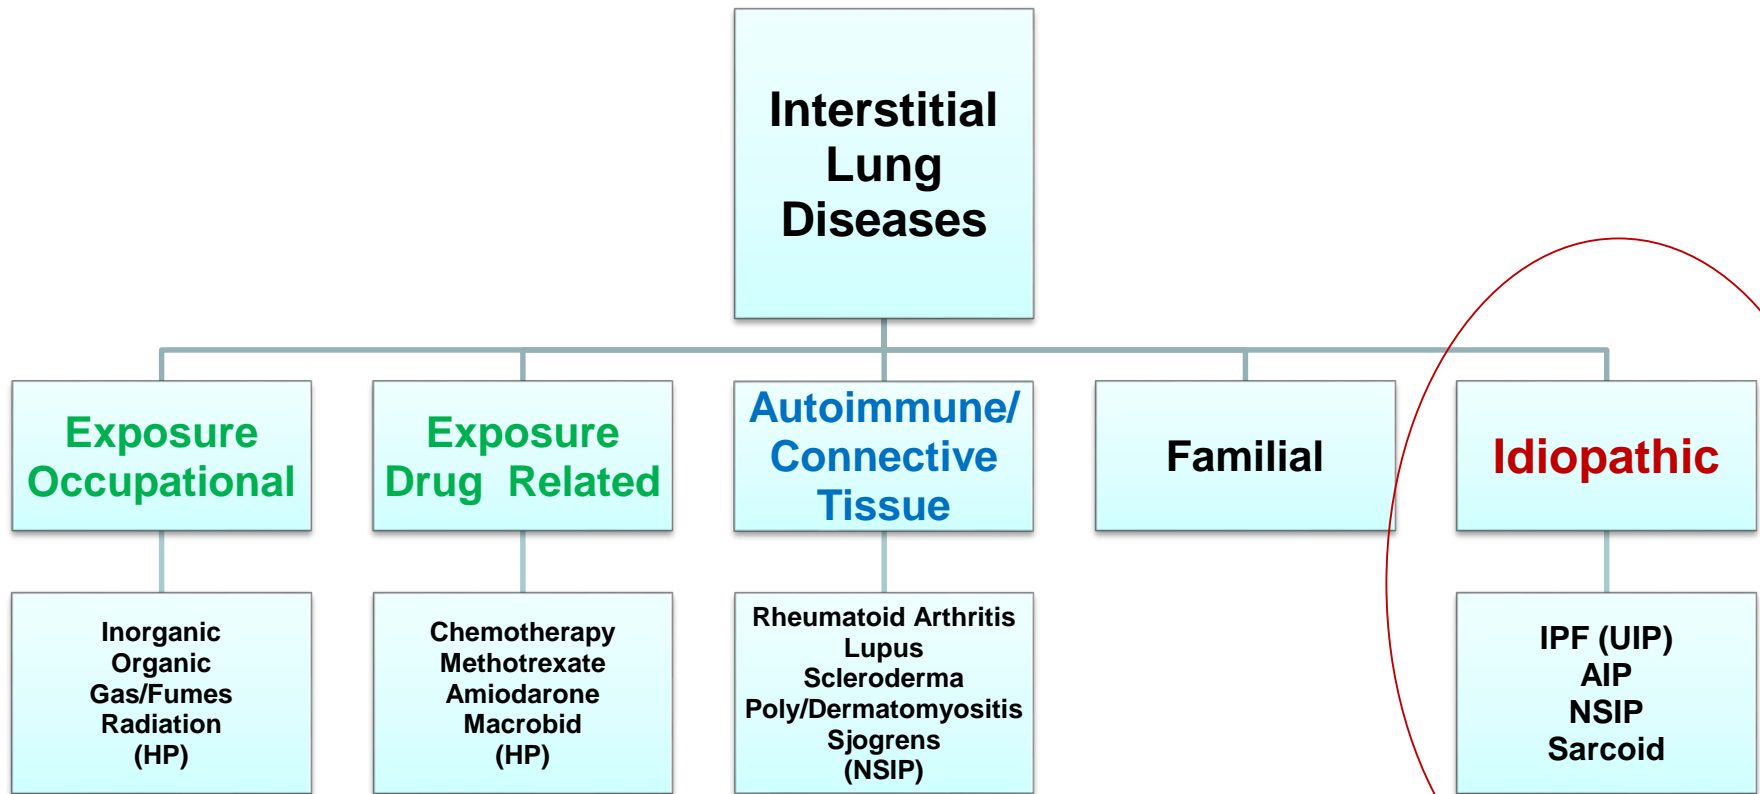 Interstitial
Lung
Diseases
Exposure
Occupational
Exposure
Drug Related
Autoimmune/
Connective
Tissue
Familial
Idiopathic
Inorganic
Organic
Gas/Fumes
Radiation
(HP)
Chemotherapy
Methotrexate
Amiodarone
Macrobid
(HP)
Rheumatoid Arthritis
Lupus
Scleroderma
Poly/Dermatomyositis
Sjogrens
(NSIP)
IPF (UIP)
AIP
NSIP
Sarcoid